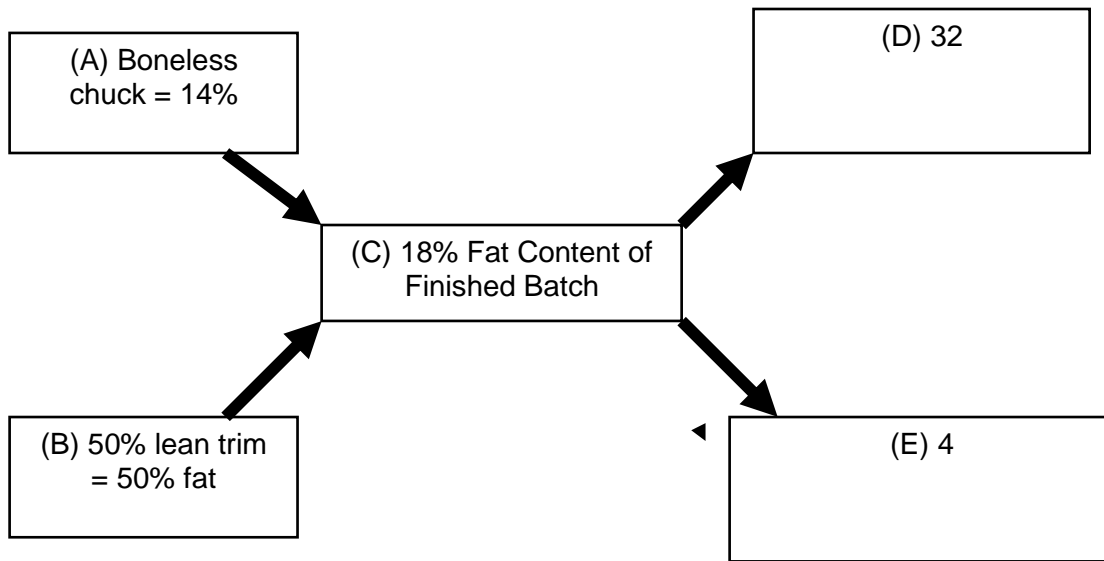 (A) Boneless
chuck = 14%
(D) 32
(C) 18% Fat Content of
Finished Batch
(B) 50% lean trim
= 50% fat
(E) 4